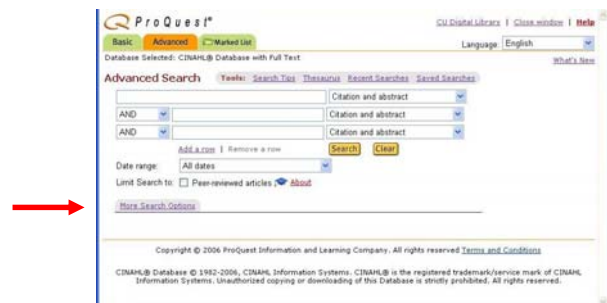 ProQuest®
CU Digital Library | Close window | Help
Basic Advanced Marked List
Language: English
Database Selected: CINAHL® Database with Full Text
What's New
Advanced Search Tools: Search Tips Thesaurus Recent Searches Saved Searches
Citation and abstract
AND Citation and abstract
AND Citation and abstract
Add a row | Remove a row Search Clear
Date range: All dates
Limit Search to: Peer-reviewed articles About
More Search Options
Copyright © 2006 ProQuest Information and Learning Company. All rights reserved Terms and Conditions
CINAHL® Database © 1982-2006, CINAHL Information Systems. CINAHL® is the registered trademark/service mark of CINAHL
Information Systems. Unauthorized copying or downloading of this Database is strictly prohibited. All rights reserved.